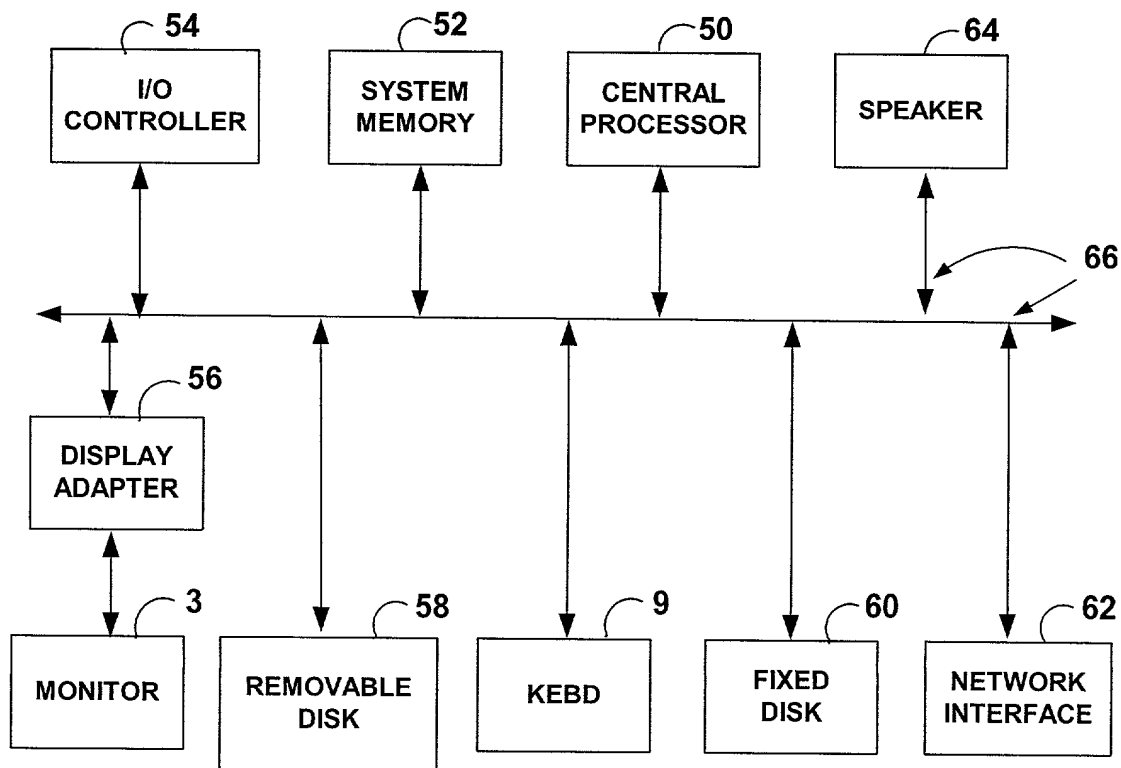 54
52
50
64
I/O
CONTROLLER
SYSTEM
MEMORY
CENTRAL
PROCESSOR
SPEAKER
66
56
DISPLAY
ADAPTER
3
58
9
60
62
MONITOR
REMOVABLE
DISK
KEBD
FIXED
DISK
NETWORK
INTERFACE